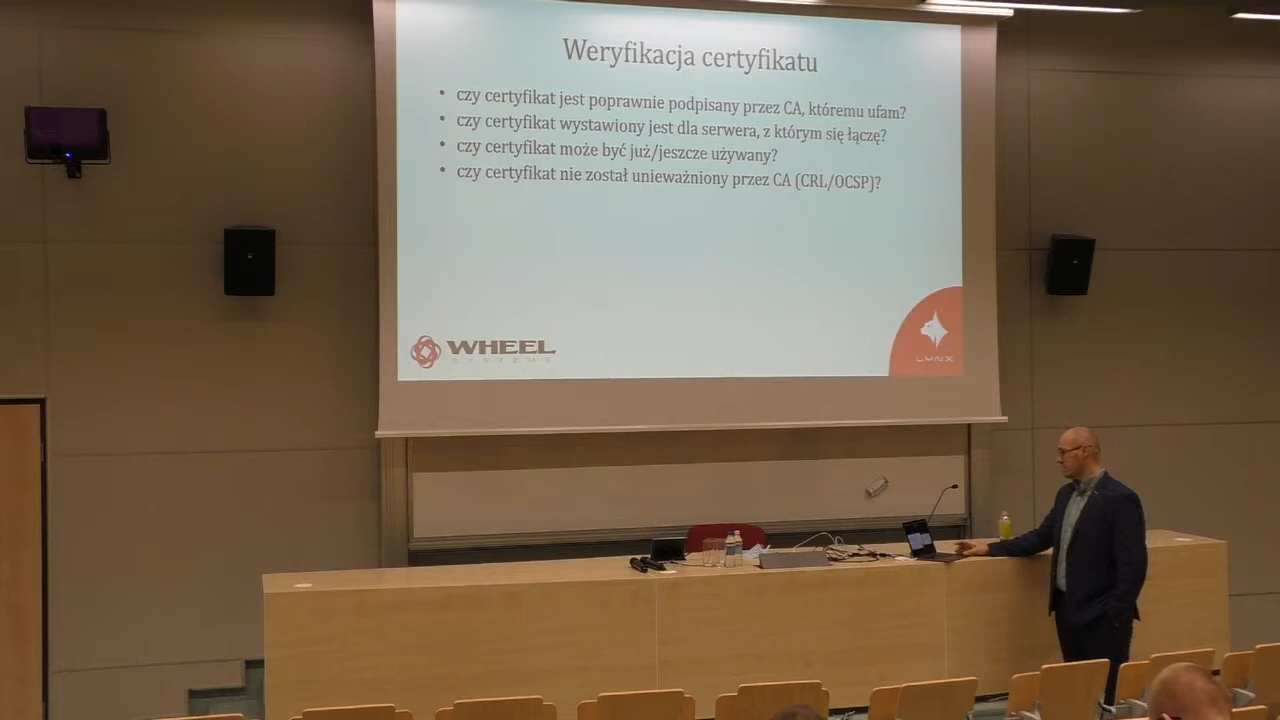 Weryfikacja certyfikatu
• czy certyfikat jest poprawnie podpisany przez CA, któremu ufam?
• czy certyfikat wystawiony jest dla serwera, z którym się łączę?
• czy certyfikat może być już/jeszcze używany?
• czy certyfikat nie został unieważniony przez CA (CRL/OCSP)?
WHEEL
SYSTEMS
LYNX